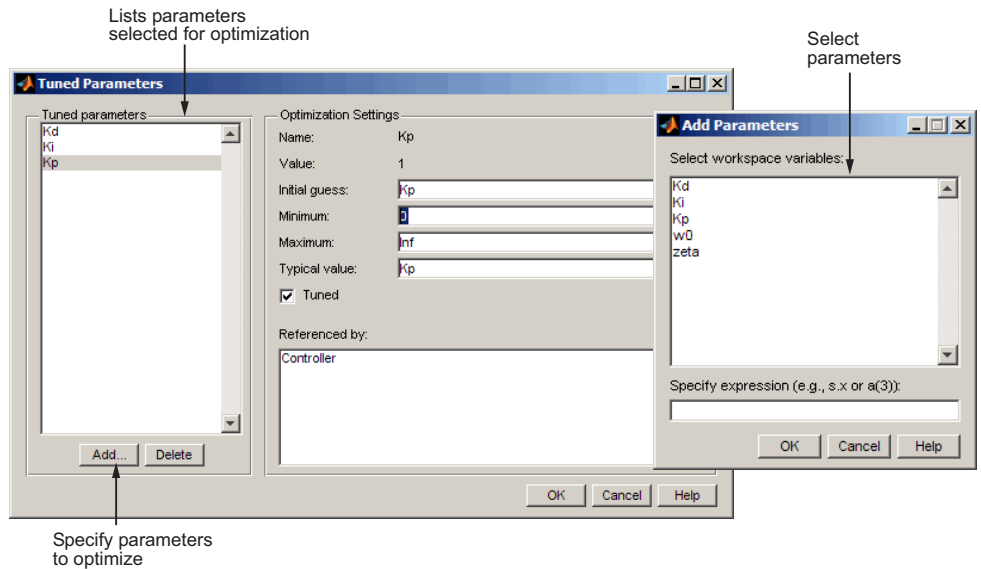 Lists parameters
selected for optimization
Select
parameters
Tuned Parameters
Tuned parameters
Kd
Ki
Kp
Add...
Delete
Optimization Settings
Name: Kp
Value: 1
Initial guess: Kp
Minimum: 0
Maximum: Inf
Typical value: Kp
Tuned
Referenced by:
Controller
OK Cancel Help
Add Parameters
Select workspace variables:
Kd
Ki
Kp
w0
zeta
Specify expression (e.g., s.x or a(3)):
OK Cancel Help
Specify parameters
to optimize